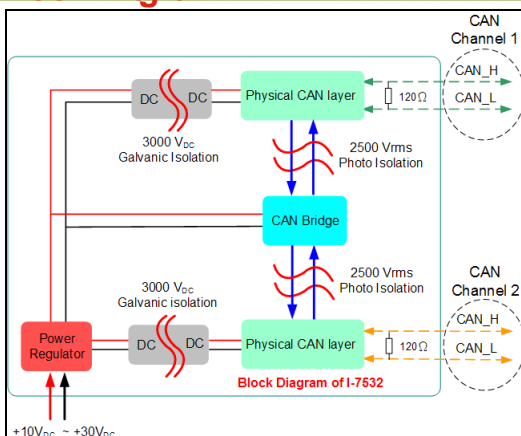 CAN
Channel 1
CAN_H
CAN_L
120Ω
DC
DC
Physical CAN layer
3000 VDC
Galvanic Isolation
2500 Vrms
Photo Isolation
CAN Bridge
3000 VDC
Galvanic isolation
2500 Vrms
Photo Isolation
CAN
Channel 2
CAN_H
CAN_L
120Ω
Power
Regulator
DC
DC
Physical CAN layer
Block Diagram of I-7532
+10VDC ~ +30VDC